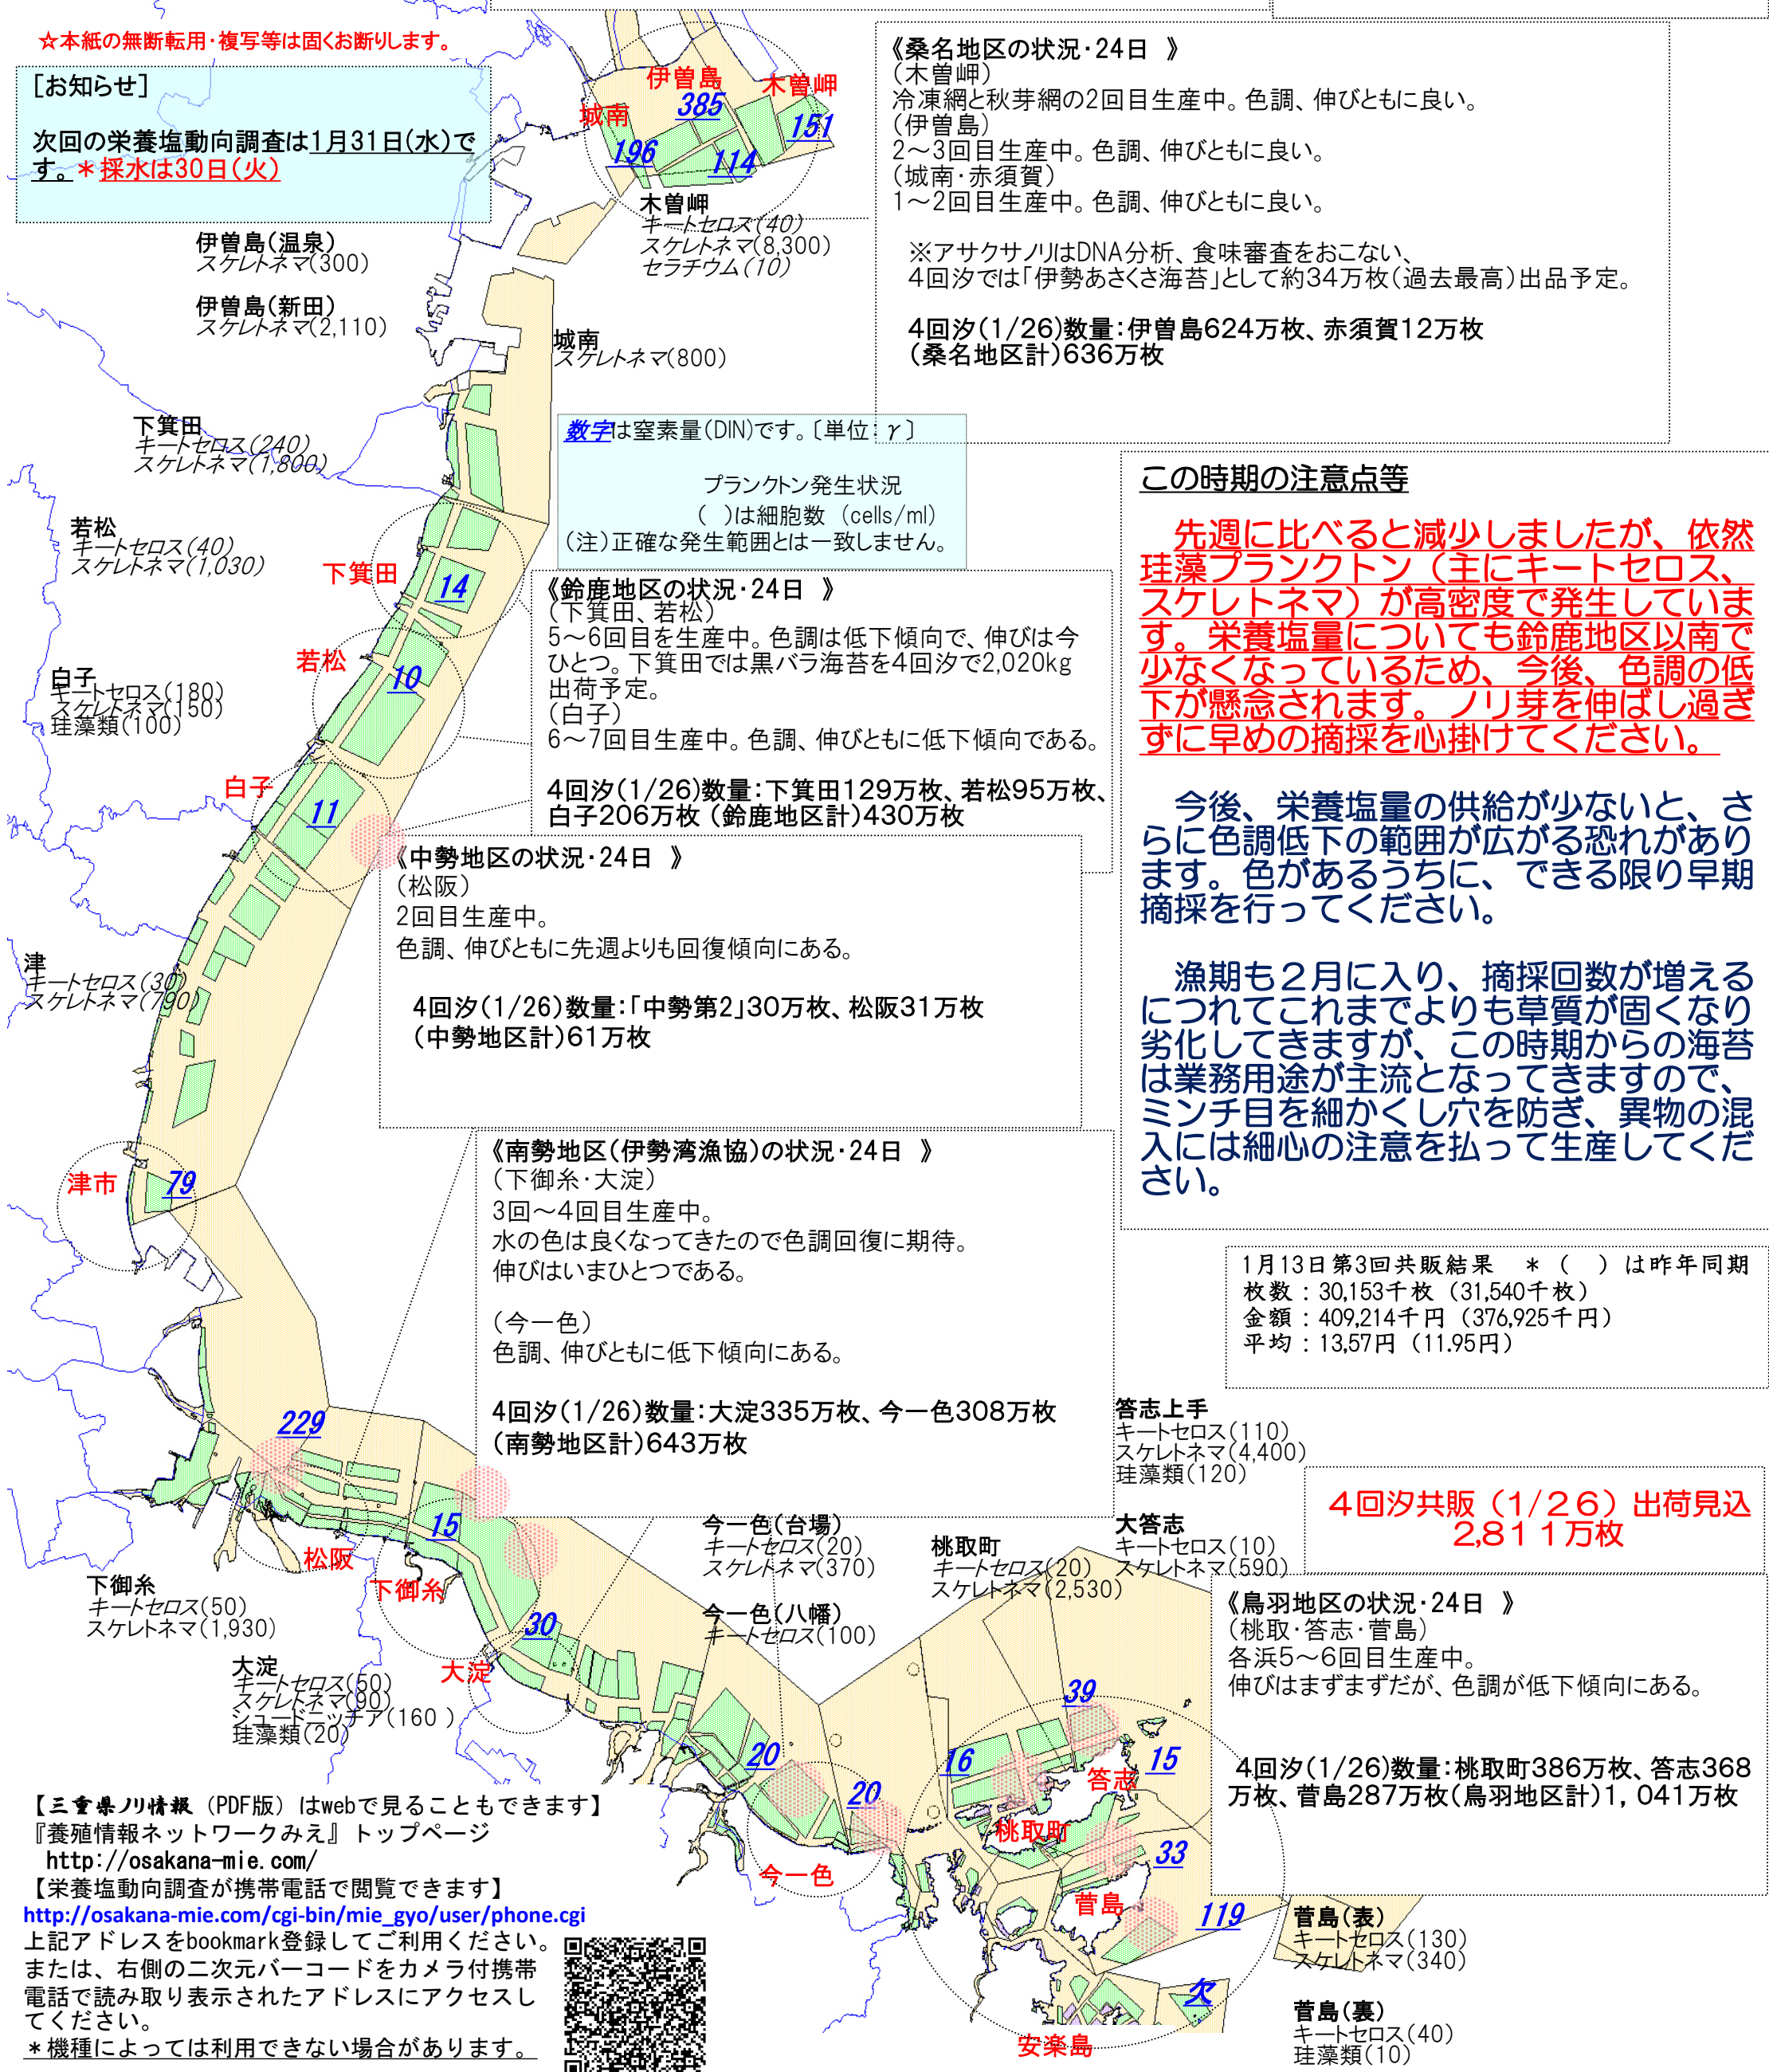 ☆本紙の無断転用･複写等は固くお断りします。
［お知らせ］
次回の栄養塩動向調査は1月31日(水)で
す。＊採水は30日(火)
城南
伊曽島
木曽岬
385
151
196
114
木曽岬
キートセロス(40)
スケレトネマ(8,300)
セラチウム(10)
伊曽島(温泉)
スケレトネマ(300)
伊曽島(新田)
スケレトネマ(2,110)
城南
スケレトネマ(800)
《桑名地区の状況･24日　》
(木曽岬)
冷凍網と秋芽網の2回目生産中。色調、伸びともに良い。
(伊曽島)
2～3回目生産中。色調、伸びともに良い。
(城南･赤須賀)
1～2回目生産中。色調、伸びともに良い。
※アサクサノリはDNA分析、食味審査をおこない、
4回汐では｢伊勢あさくさ海苔｣として約34万枚(過去最高)出品予定。
4回汐(1/26)数量：伊曽島624万枚、赤須賀12万枚
(桑名地区計)636万枚
数字は窒素量(DIN)です。〔単位：γ〕
プランクトン発生状況
(　)は細胞数 (cells/ml)
(注)正確な発生範囲とは一致しません。
下箕田
キートセロス(240)
スケレトネマ(1,800)
若松
キートセロス(40)
スケレトネマ(1,030)
白子
キートセロス(180)
スケレトネマ(150)
珪藻類(100)
津
キートセロス(30)
スケレトネマ(790)
下箕田
14
若松
10
白子
11
津市
79
《鈴鹿地区の状況･24日　》
(下箕田、若松)
5～6回目を生産中。色調は低下傾向で、伸びは今
ひとつ。下箕田では黒バラ海苔を4回汐で2,020kg
出荷予定。
(白子)
6～7回目生産中。色調、伸びともに低下傾向である。
4回汐(1/26)数量：下箕田129万枚、若松95万枚、
白子206万枚 (鈴鹿地区計)430万枚
《中勢地区の状況･24日　》
(松阪)
2回目生産中。
色調、伸びともに先週よりも回復傾向にある。
4回汐(1/26)数量：｢中勢第2｣30万枚、松阪31万枚
(中勢地区計)61万枚
《南勢地区(伊勢湾漁協)の状況･24日　》
(下御糸･大淀)
3回～4回目生産中。
水の色は良くなってきたので色調回復に期待。
伸びはいまひとつである。
(今一色)
色調、伸びともに低下傾向にある。
4回汐(1/26)数量：大淀335万枚、今一色308万枚
(南勢地区計)643万枚
この時期の注意点等
先週に比べると減少しましたが、依然
珪藻プランクトン（主にキートセロス、
スケレトネマ）が高密度で発生していま
す。栄養塩量についても鈴鹿地区以南で
少なくなっているため、今後、色調の低
下が懸念されます。ノリ芽を伸ばし過ぎ
ずに早めの摘採を心掛けてください。
今後、栄養塩量の供給が少ないと、さ
らに色調低下の範囲が広がる恐れがあり
ます。色があるうちに、できる限り早期
摘採を行ってください。
漁期も２月に入り、摘採回数が増える
につれてこれまでよりも草質が固くなり
劣化してきますが、この時期からの海苔
は業務用途が主流となってきますので、
ミンチ目を細かくし穴を防ぎ、異物の混
入には細心の注意を払って生産してくだ
さい。
1月13日第3回共販結果　＊（　）は昨年同期
枚数：30,153千枚（31,540千枚）
金額：409,214千円（376,925千円）
平均：13,57円（11.95円）
229
松阪
15
下御糸
30
大淀
下御糸
キートセロス(50)
スケレトネマ(1,930)
大淀
キートセロス(50)
スケレトネマ(90)
シュードニッチア(160 )
珪藻類(20)
今一色(台場)
キートセロス(20)
スケレトネマ(370)
今一色(八幡)
キートセロス(100)
桃取町
キートセロス(20)
スケレトネマ(2,530)
答志上手
キートセロス(110)
スケレトネマ(4,400)
珪藻類(120)
大答志
キートセロス(10)
スケレトネマ(590)
４回汐共販（1/２６）出荷見込
2,８１１万枚
《鳥羽地区の状況･24日　》
(桃取･答志･菅島)
各浜5～6回目生産中。
伸びはまずまずだが、色調が低下傾向にある。
4回汐(1/26)数量：桃取町386万枚、答志368
万枚、菅島287万枚(鳥羽地区計)1, 041万枚
20
20
今一色
16
39
15
答志
桃取町
33
菅島
119
欠
安楽島
菅島(表)
キートセロス(130)
スケレトネマ(340)
菅島(裏)
キートセロス(40)
珪藻類(10)
【三重県ノリ情報（PDF版）はwebで見ることもできます】
『養殖情報ネットワークみえ』トップページ
http://osakana-mie.com/
【栄養塩動向調査が携帯電話で閲覧できます】
http://osakana-mie.com/cgi-bin/mie_gyo/user/phone.cgi
上記アドレスをbookmark登録してご利用ください。
または、右側の二次元バーコードをカメラ付携帯
電話で読み取り表示されたアドレスにアクセスし
てください。
＊機種によっては利用できない場合があります。